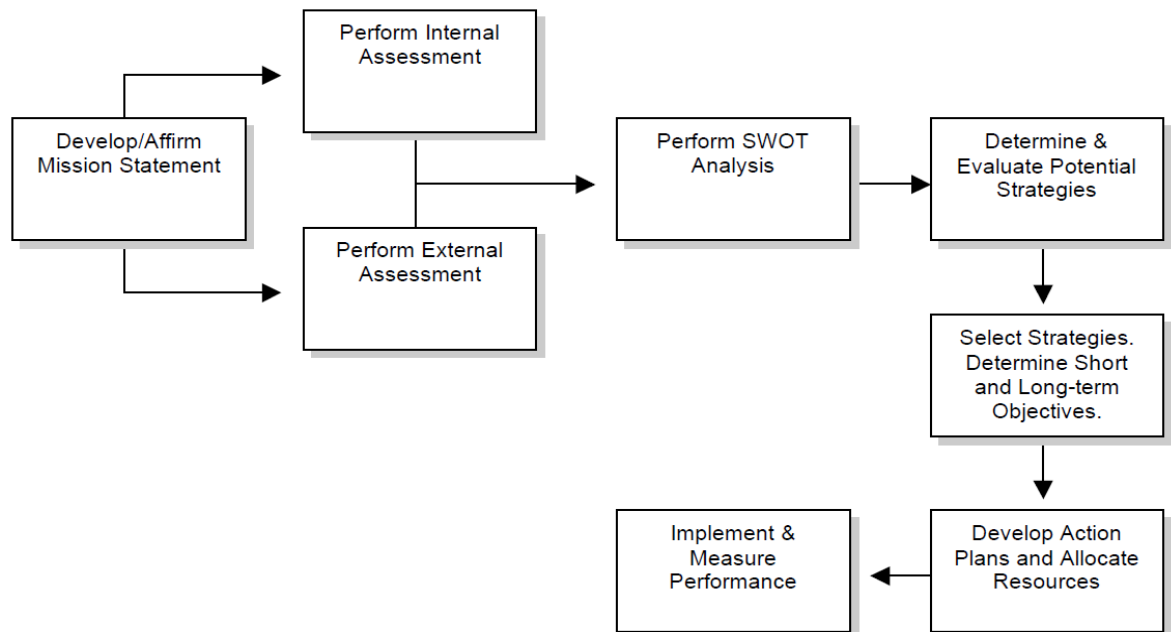 Perform Internal
Assessment
Develop/Affirm
Mission Statement
Perform External
Assessment
Perform SWOT
Analysis
Determine &
Evaluate Potential
Strategies
Select Strategies.
Determine Short
and Long-term
Objectives.
Develop Action
Plans and Allocate
Resources
Implement &
Measure
Performance